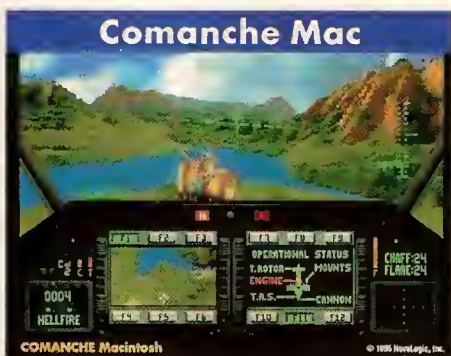 Comanche Mac
F1 F2 F3
F7 F8 F9
OPERATIONAL STATUS
T.ROTOR MOUNTS
ENGINE
T.A.S. CANNON
CHAFF:24
FLARE:24
0004
HELLFIRE
F4 F5 F6
F10 F11 F12
COMANCHE Macintosh
© 1995 NovaLogic, Inc.